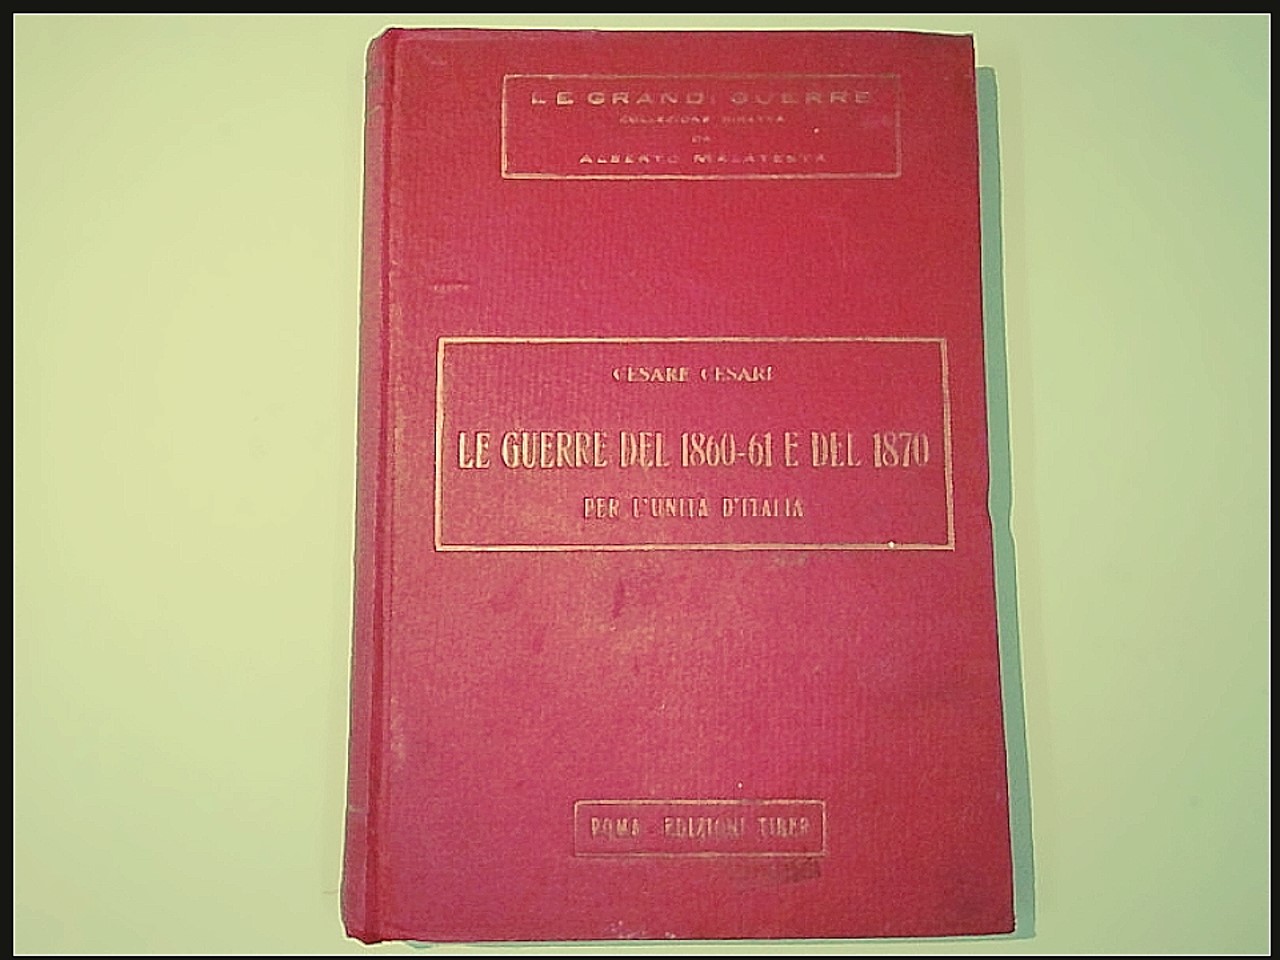 LE GRANDI GUERRE
COLLEZIONE DIRETTA
DA
ALBERTO MALATESTA
CESARE CESARI
LE GUERRE DEL 1860-61 E DEL 1870
PER L'UNITÀ D'ITALIA
ROMA - EDIZIONI TIBER